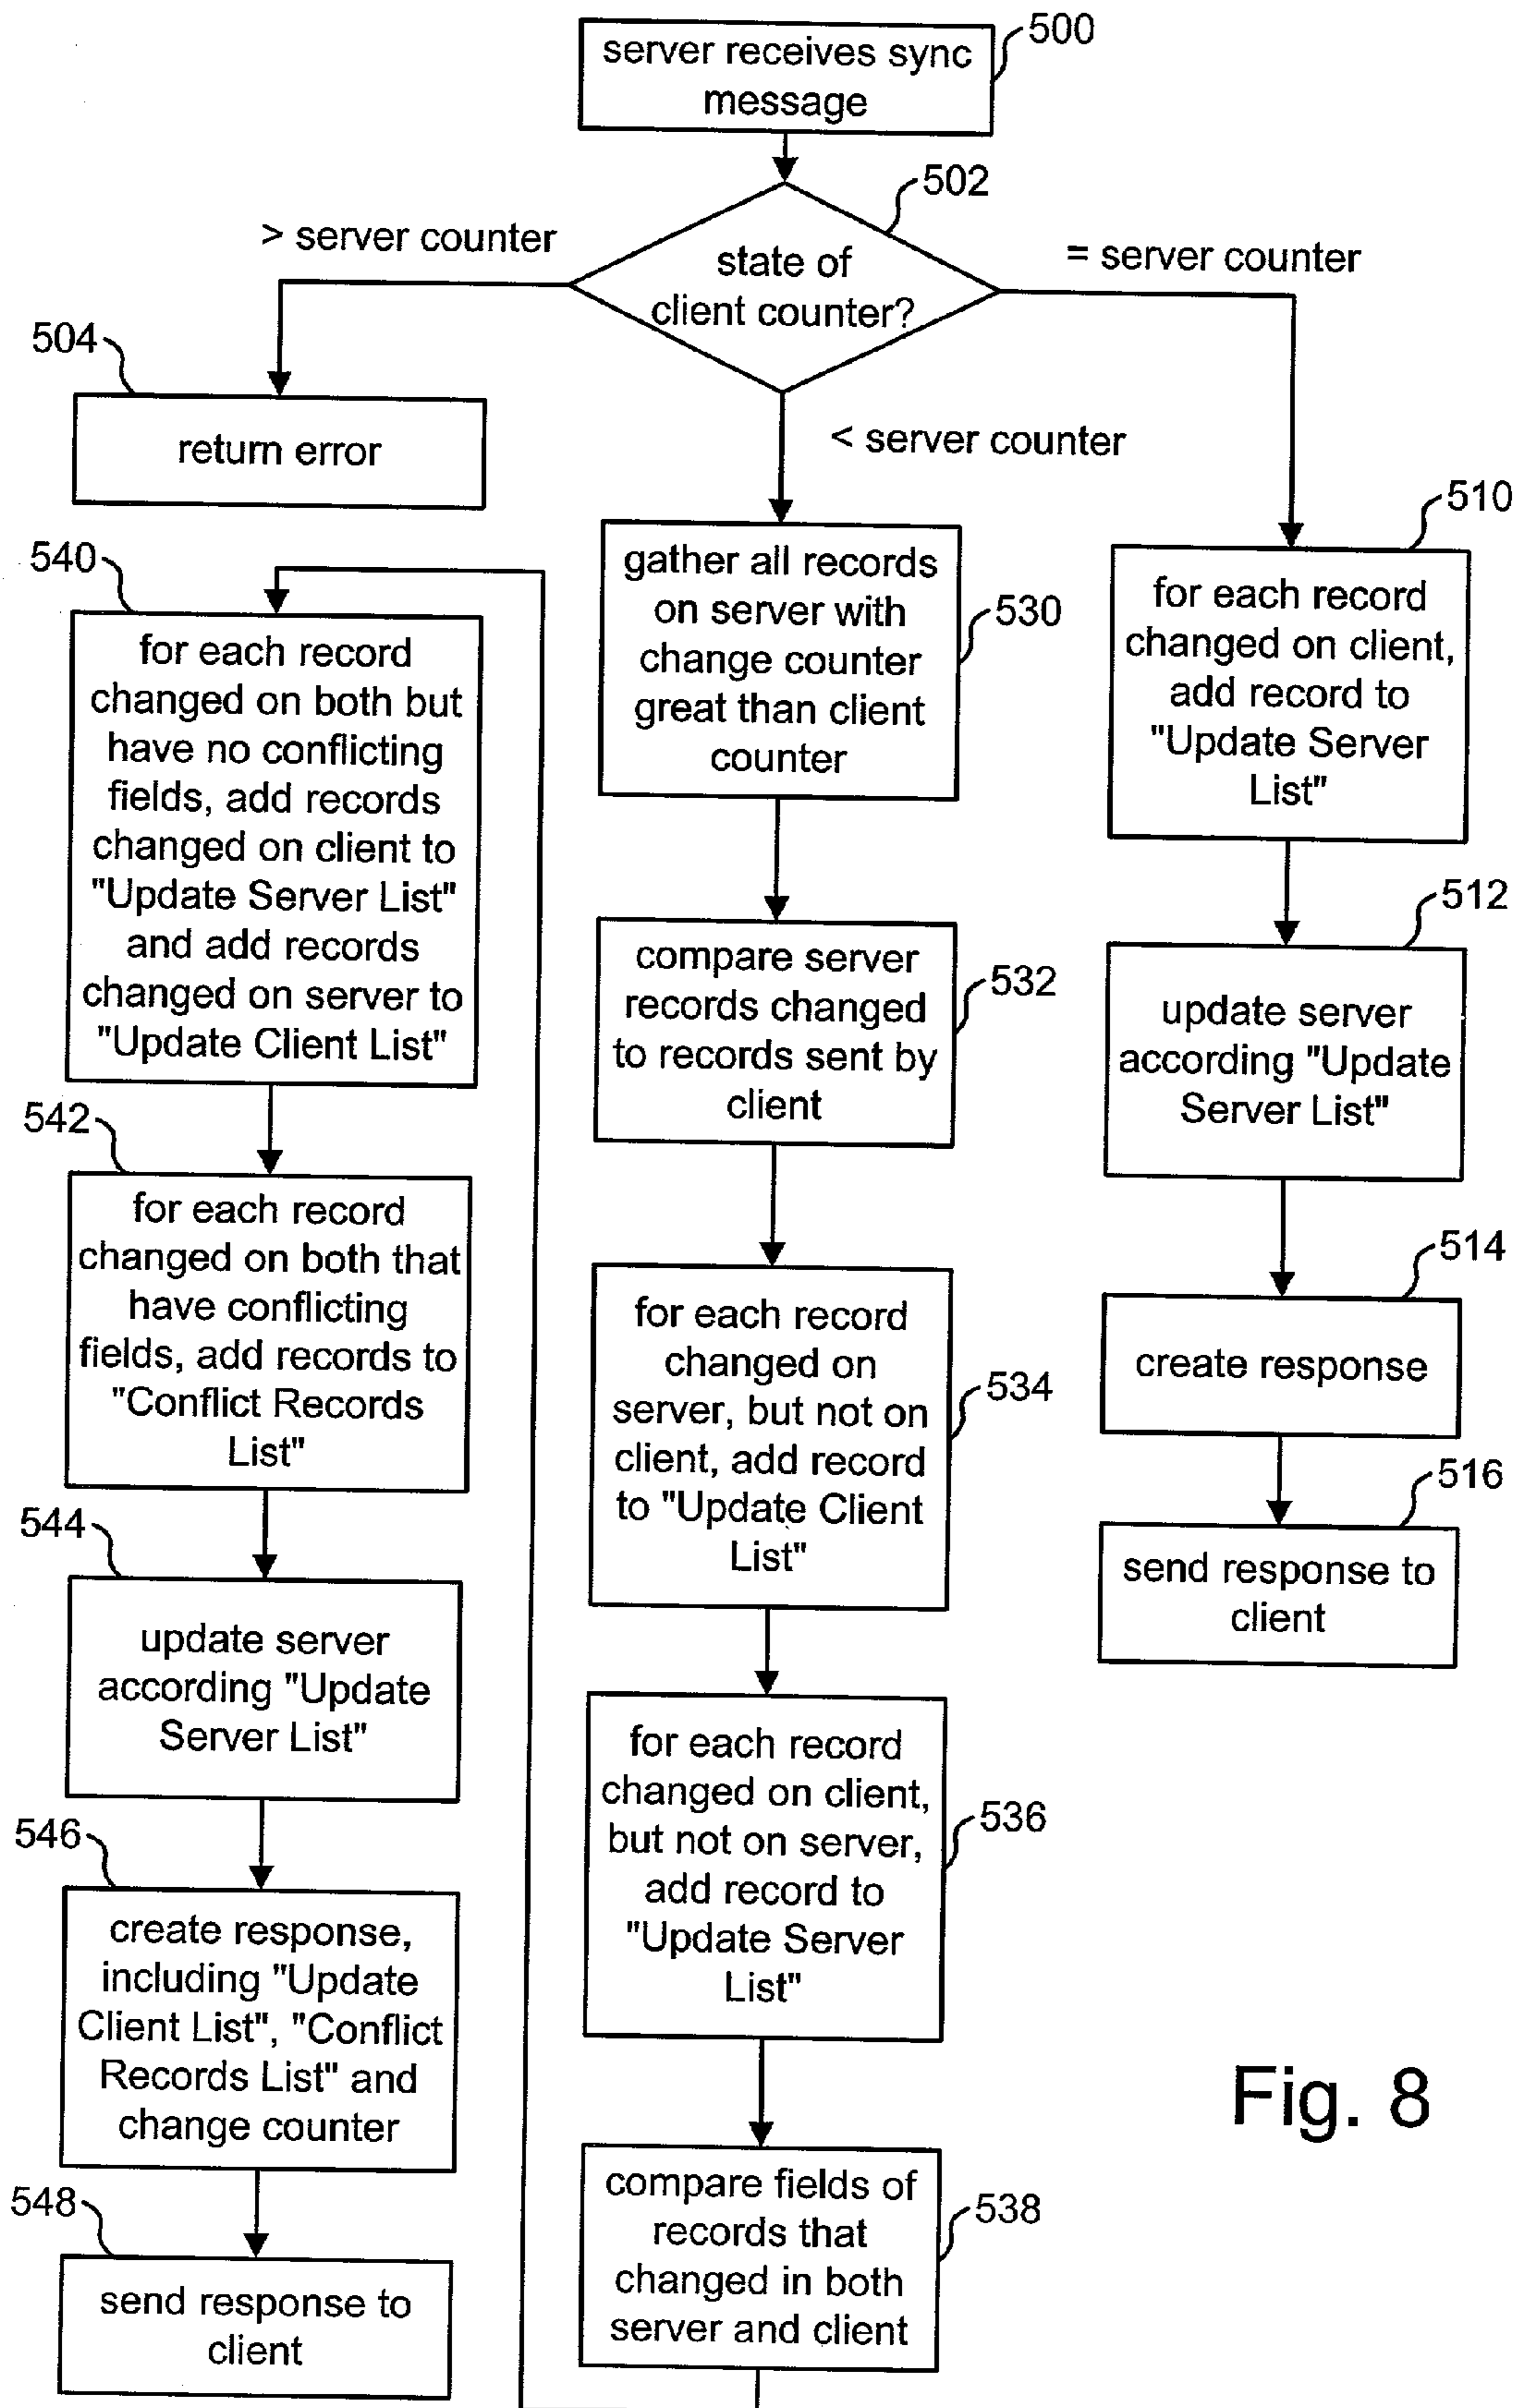 500
server receives sync
message
502
> server counter
state of
client counter?
= server counter
504
return error
< server counter
510
for each record
changed on client,
add record to
"Update Server
List"
512
update server
according "Update
Server List"
514
create response
516
send response to
client
530
gather all records
on server with
change counter
great than client
counter
532
compare server
records changed
to records sent by
client
534
for each record
changed on
server, but not on
client, add record
to "Update Client
List"
536
for each record
changed on client,
but not on server,
add record to
"Update Server
List"
538
compare fields of
records that
changed in both
server and client
540
for each record
changed on both but
have no conflicting
fields, add records
changed on client to
"Update Server List"
and add records
changed on server to
"Update Client List"
542
for each record
changed on both that
have conflicting
fields, add records to
"Conflict Records
List"
544
update server
according "Update
Server List"
546
create response,
including "Update
Client List", "Conflict
Records List" and
change counter
548
send response to
client
Fig. 8